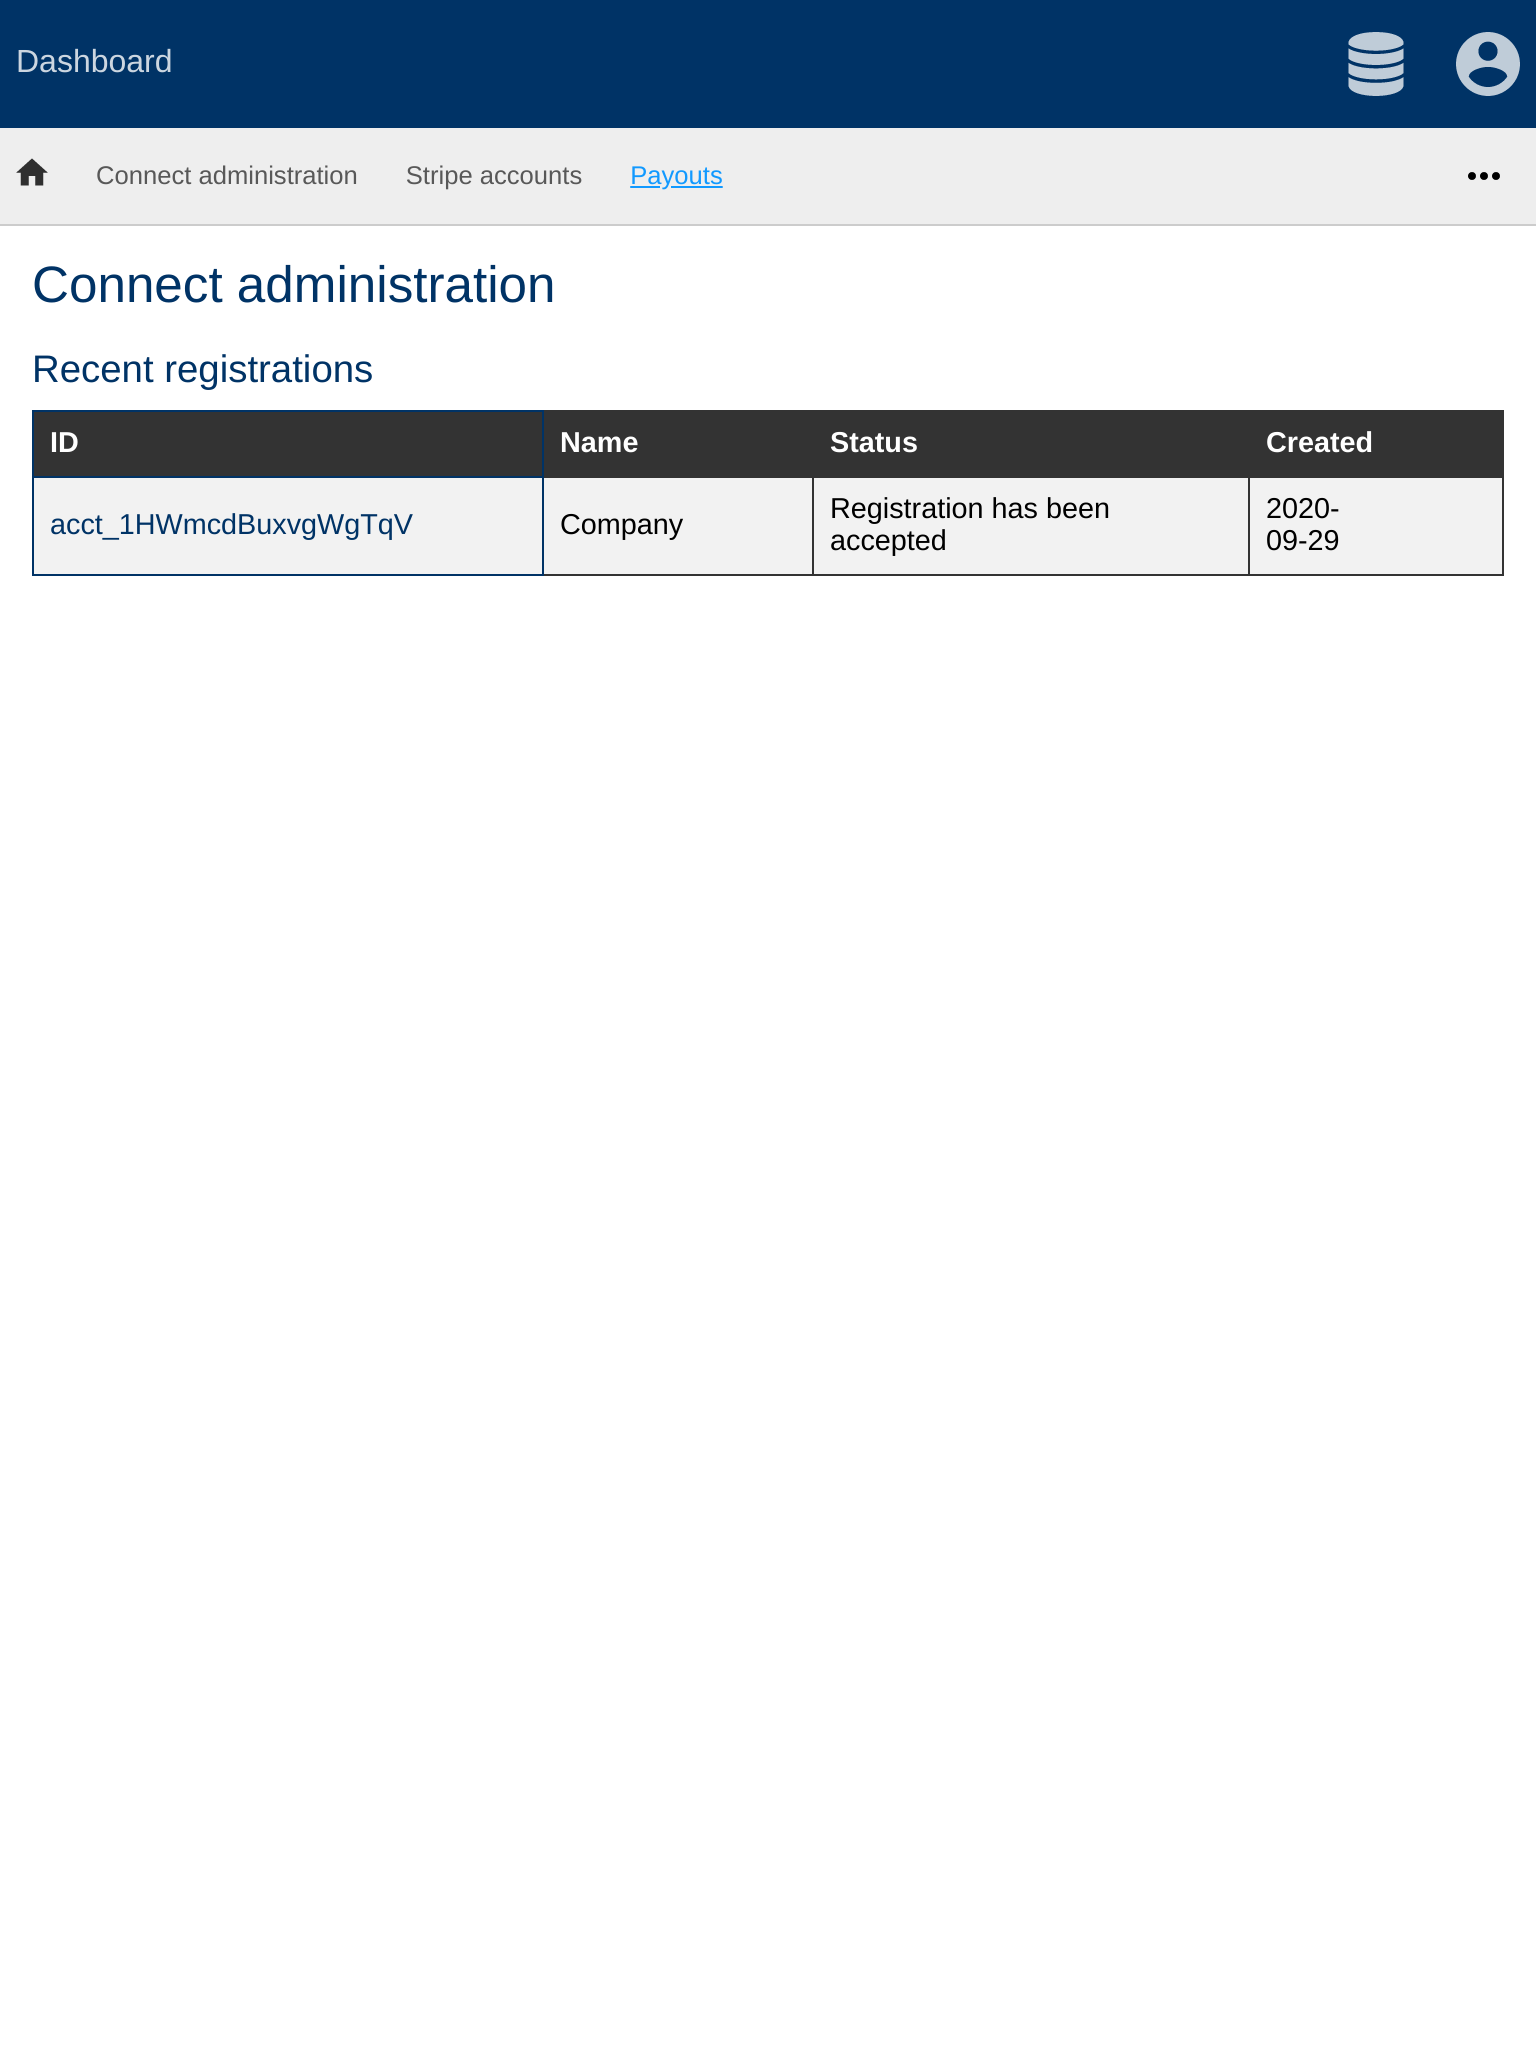 Dashboard
Connect administration Stripe accounts Payouts
Connect administration
Recent registrations
ID Name Status Created
acct_1HWmcdBuxvgWgTqV Company Registration has been accepted 2020-09-29